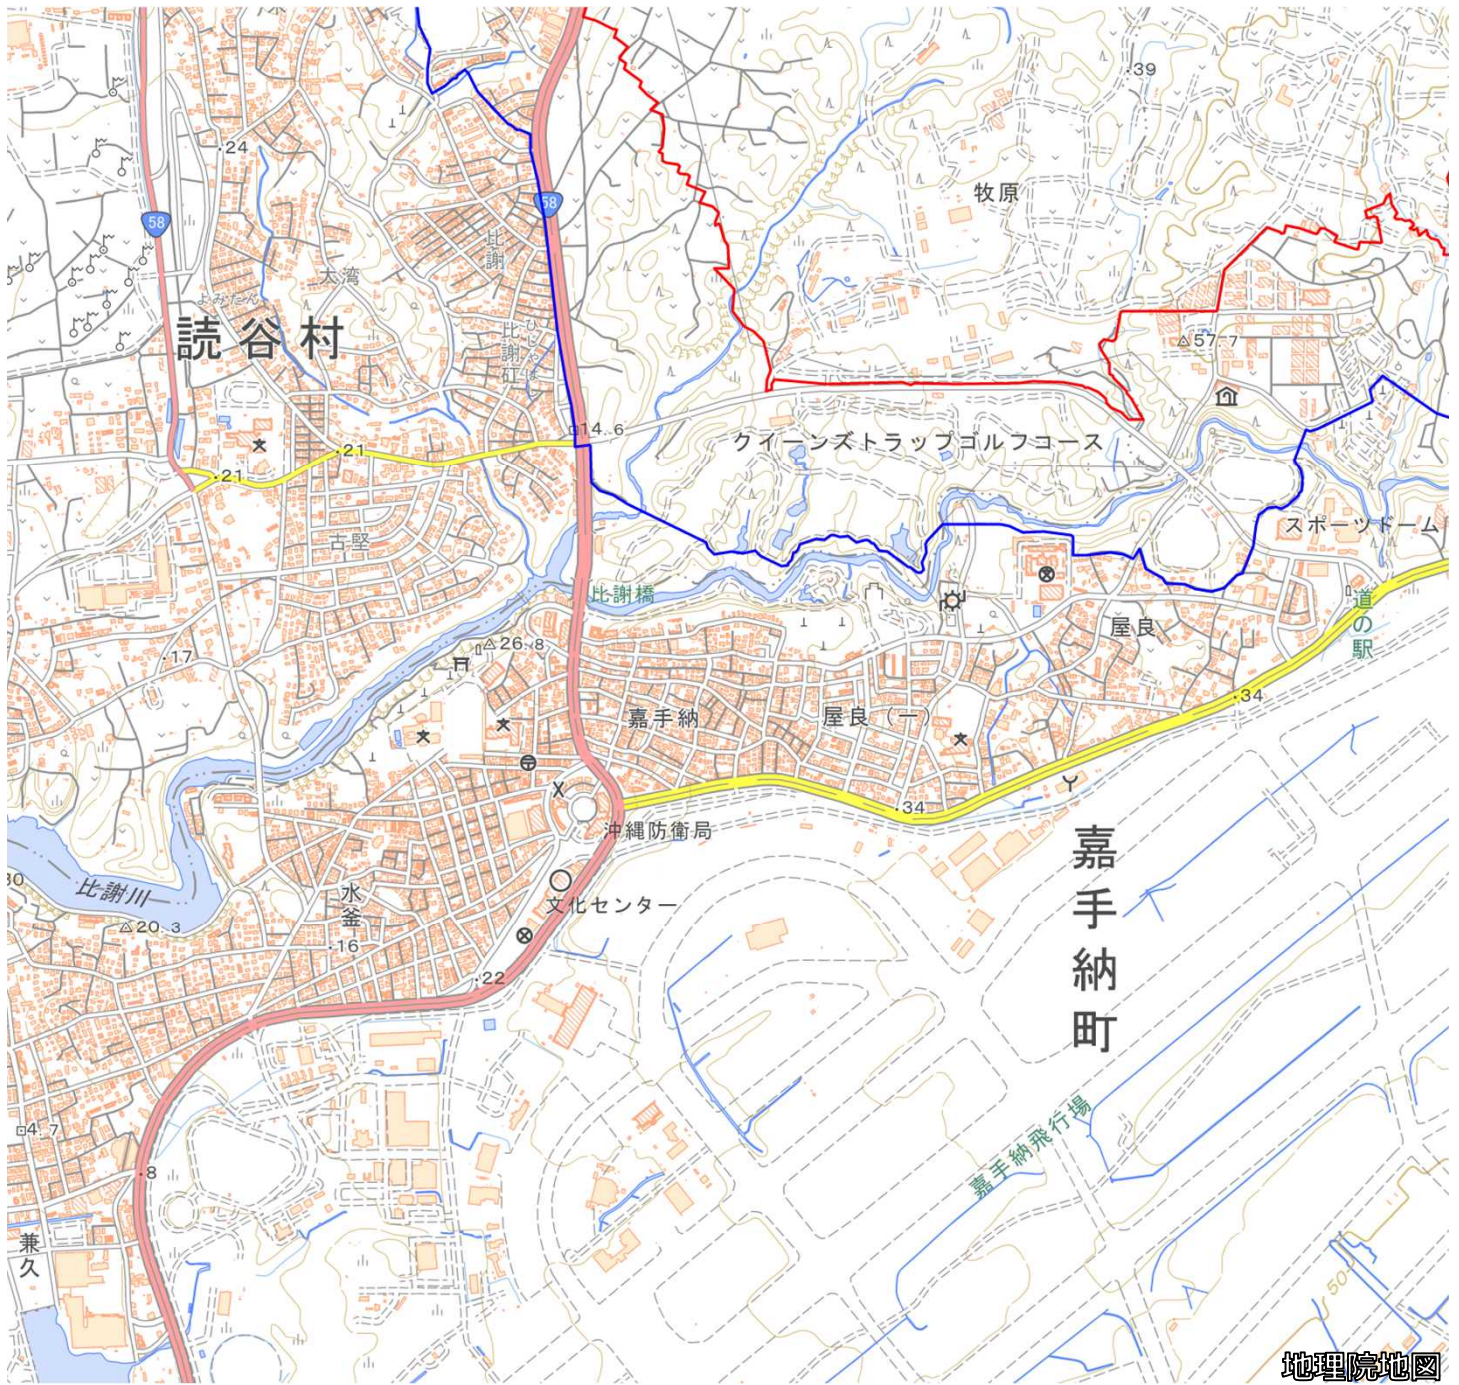 39
24
58
58
牧原
比謝
大湾
よみたん
読谷村
ひじゃばし
比謝矼
57.7
14.6
クイーンズトラップゴルフコース
21
21
スポーツドーム
古堅
比謝橋
道の駅
屋良
26.8
17
34
嘉手納
屋良（一）
34
沖縄防衛局
嘉手納町
30
比謝川
水釜
文化センター
20.3
16
22
4.7
嘉手納飛行場
8
兼久
50
地理院地図